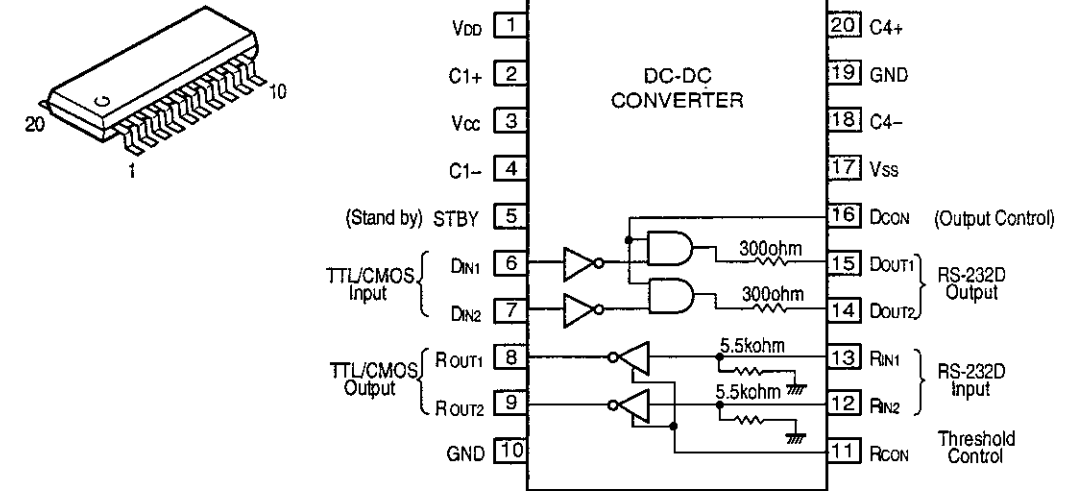 20
10
1
VDD 1
C1+ 2
VCC 3
C1− 4
(Stand by) STBY 5
TTL/CMOS
Input
DIN1 6
DIN2 7
TTL/CMOS
Output
ROUT1 8
ROUT2 9
GND 10
DC-DC
CONVERTER
300ohm
300ohm
5.5kohm
5.5kohm
20 C4+
19 GND
18 C4−
17 VSS
16 DCON (Output Control)
15 DOUT1
14 DOUT2
RS-232D
Output
13 RIN1
12 RIN2
RS-232D
Input
11 RCON
Threshold
Control